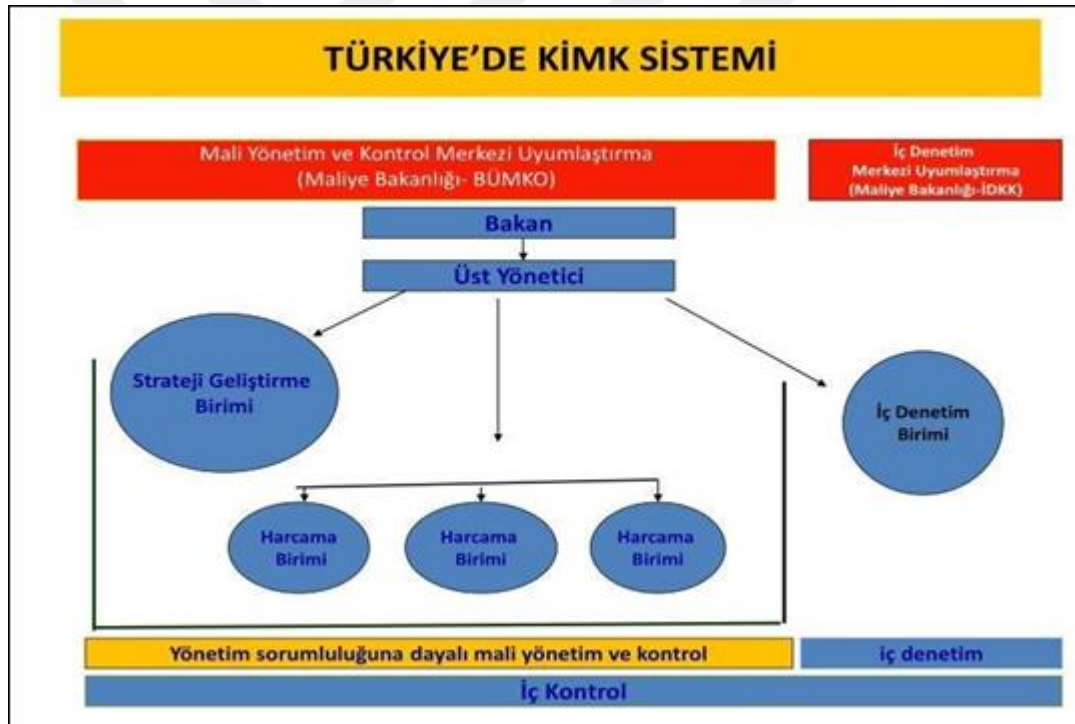 TÜRKİYE’DE KİMK SİSTEMİ
Mali Yönetim ve Kontrol Merkezi Uyumlaştırma
(Maliye Bakanlığı- BÜMKO)
İç Denetim
Merkezi Uyumlaştırma
(Maliye Bakanlığı-İDKK)
Bakan
Üst Yönetici
Strateji Geliştirme
Birimi
İç Denetim
Birimi
Harcama
Birimi
Harcama
Birimi
Harcama
Birimi
Yönetim sorumluluğuna dayalı mali yönetim ve kontrol
iç denetim
İç Kontrol